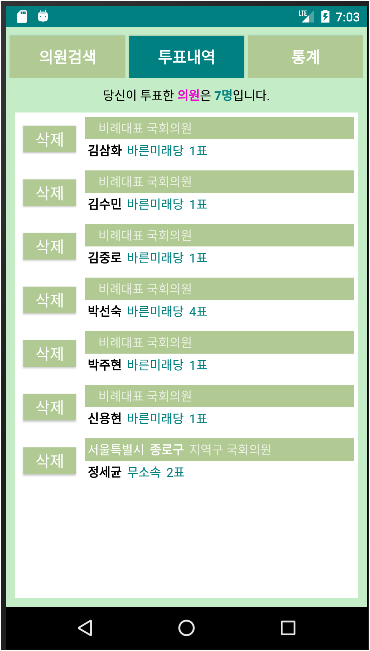 LTE 7:03
의원검색 투표내역 통계
당신이 투표한 의원은 7명입니다.
비례대표 국회의원
삭제
김삼화 바른미래당 1표
비례대표 국회의원
삭제
김수민 바른미래당 1표
비례대표 국회의원
삭제
김중로 바른미래당 1표
비례대표 국회의원
삭제
박선숙 바른미래당 4표
비례대표 국회의원
삭제
박주현 바른미래당 1표
비례대표 국회의원
삭제
신용현 바른미래당 1표
서울특별시 종로구 지역구 국회의원
삭제
정세균 무소속 2표